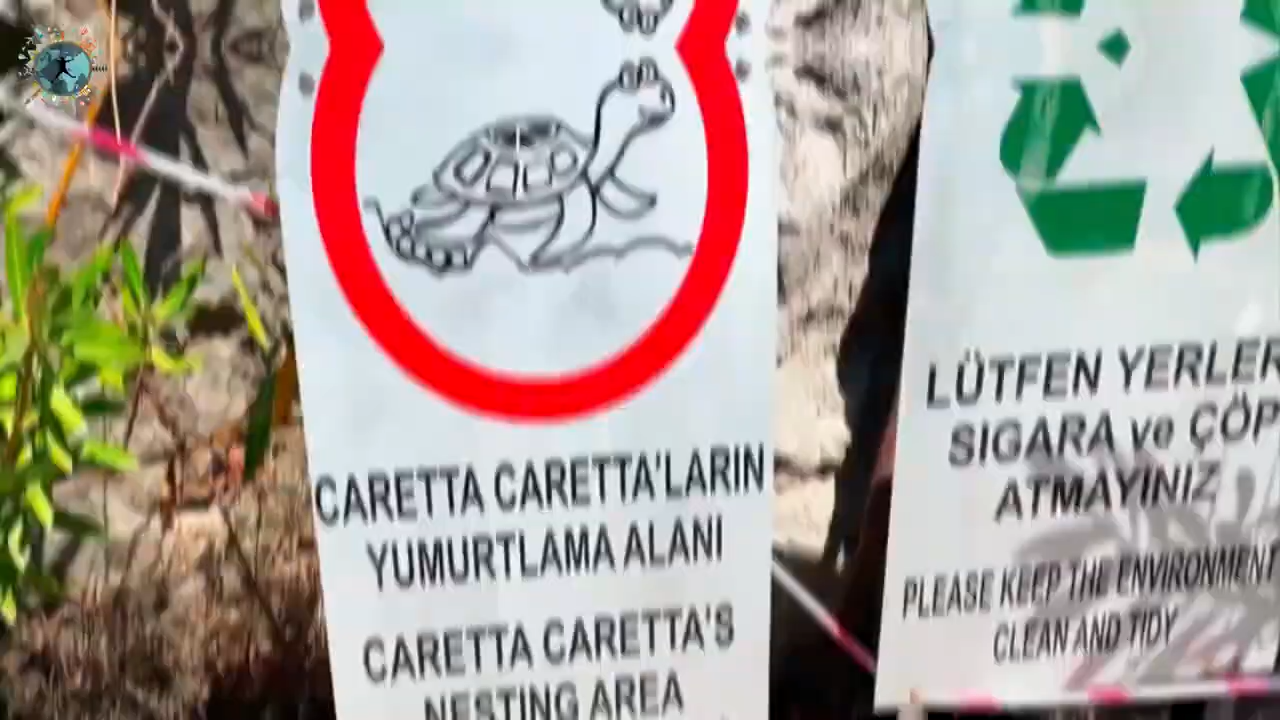 CARETTA CARETTA'LARIN
YUMURTLAMA ALANI
CARETTA CARETTA'S
NESTING AREA
LÜTFEN YERLER
SIGARA ve ÇÖP
ATMAYINIZ
PLEASE KEEP THE ENVIRONMENT
CLEAN AND TIDY